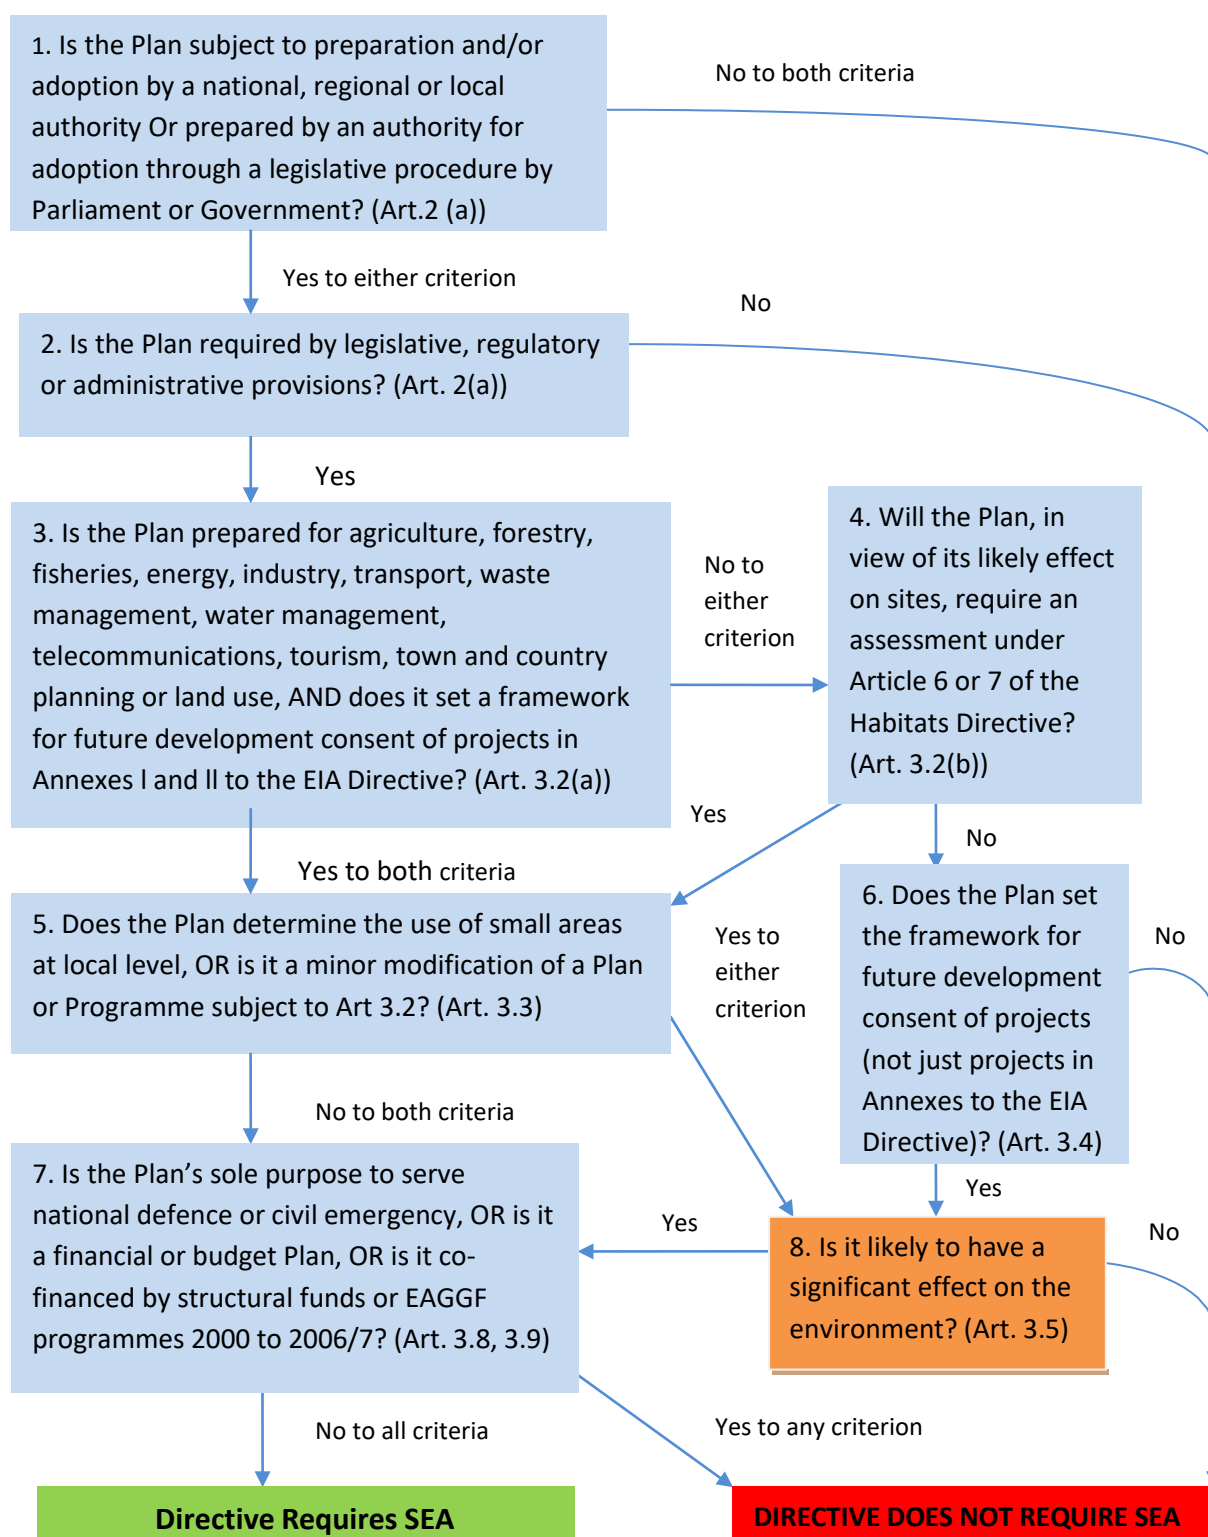 1. Is the Plan subject to preparation and/or
adoption by a national, regional or local
authority Or prepared by an authority for
adoption through a legislative procedure by
Parliament or Government? (Art.2 (a))
No to both criteria
Yes to either criterion
No
2. Is the Plan required by legislative, regulatory
or administrative provisions? (Art. 2(a))
Yes
3. Is the Plan prepared for agriculture, forestry,
fisheries, energy, industry, transport, waste
management, water management,
telecommunications, tourism, town and country
planning or land use, AND does it set a framework
for future development consent of projects in
Annexes l and ll to the EIA Directive? (Art. 3.2(a))
No to
either
criterion
4. Will the Plan, in
view of its likely effect
on sites, require an
assessment under
Article 6 or 7 of the
Habitats Directive?
(Art. 3.2(b))
Yes
No
Yes to both criteria
5. Does the Plan determine the use of small areas
at local level, OR is it a minor modification of a Plan
or Programme subject to Art 3.2? (Art. 3.3)
Yes to
either
criterion
6. Does the Plan set
the framework for
future development
consent of projects
(not just projects in
Annexes to the EIA
Directive)? (Art. 3.4)
No
No to both criteria
Yes
7. Is the Plan’s sole purpose to serve
national defence or civil emergency, OR is it
a financial or budget Plan, OR is it co-
financed by structural funds or EAGGF
programmes 2000 to 2006/7? (Art. 3.8, 3.9)
Yes
8. Is it likely to have a
significant effect on the
environment? (Art. 3.5)
No
No to all criteria
Yes to any criterion
Directive Requires SEA
DIRECTIVE DOES NOT REQUIRE SEA